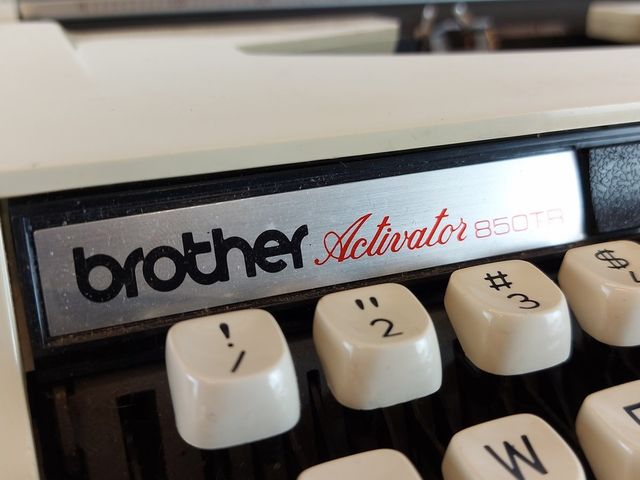 brother Activator 850TR
! " # $
/ 2 3
W